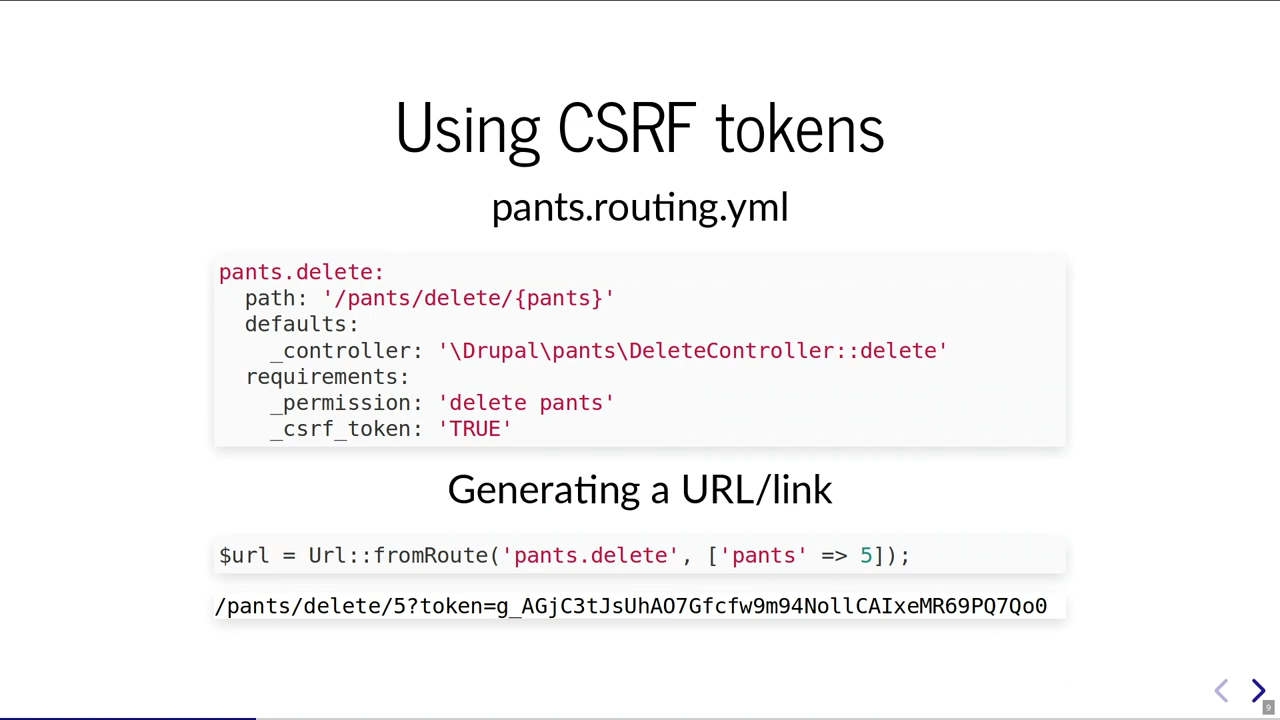 Using CSRF tokens
pants.routing.yml
pants.delete:
  path: '/pants/delete/{pants}'
  defaults:
    _controller: '\Drupal\pants\DeleteController::delete'
  requirements:
    _permission: 'delete pants'
    _csrf_token: 'TRUE'
Generating a URL/link
$url = Url::fromRoute('pants.delete', ['pants' => 5]);
/pants/delete/5?token=g_AGjC3tJsUhAO7Gfcfw9m94NollCAIxeMR69PQ7Qo0
9